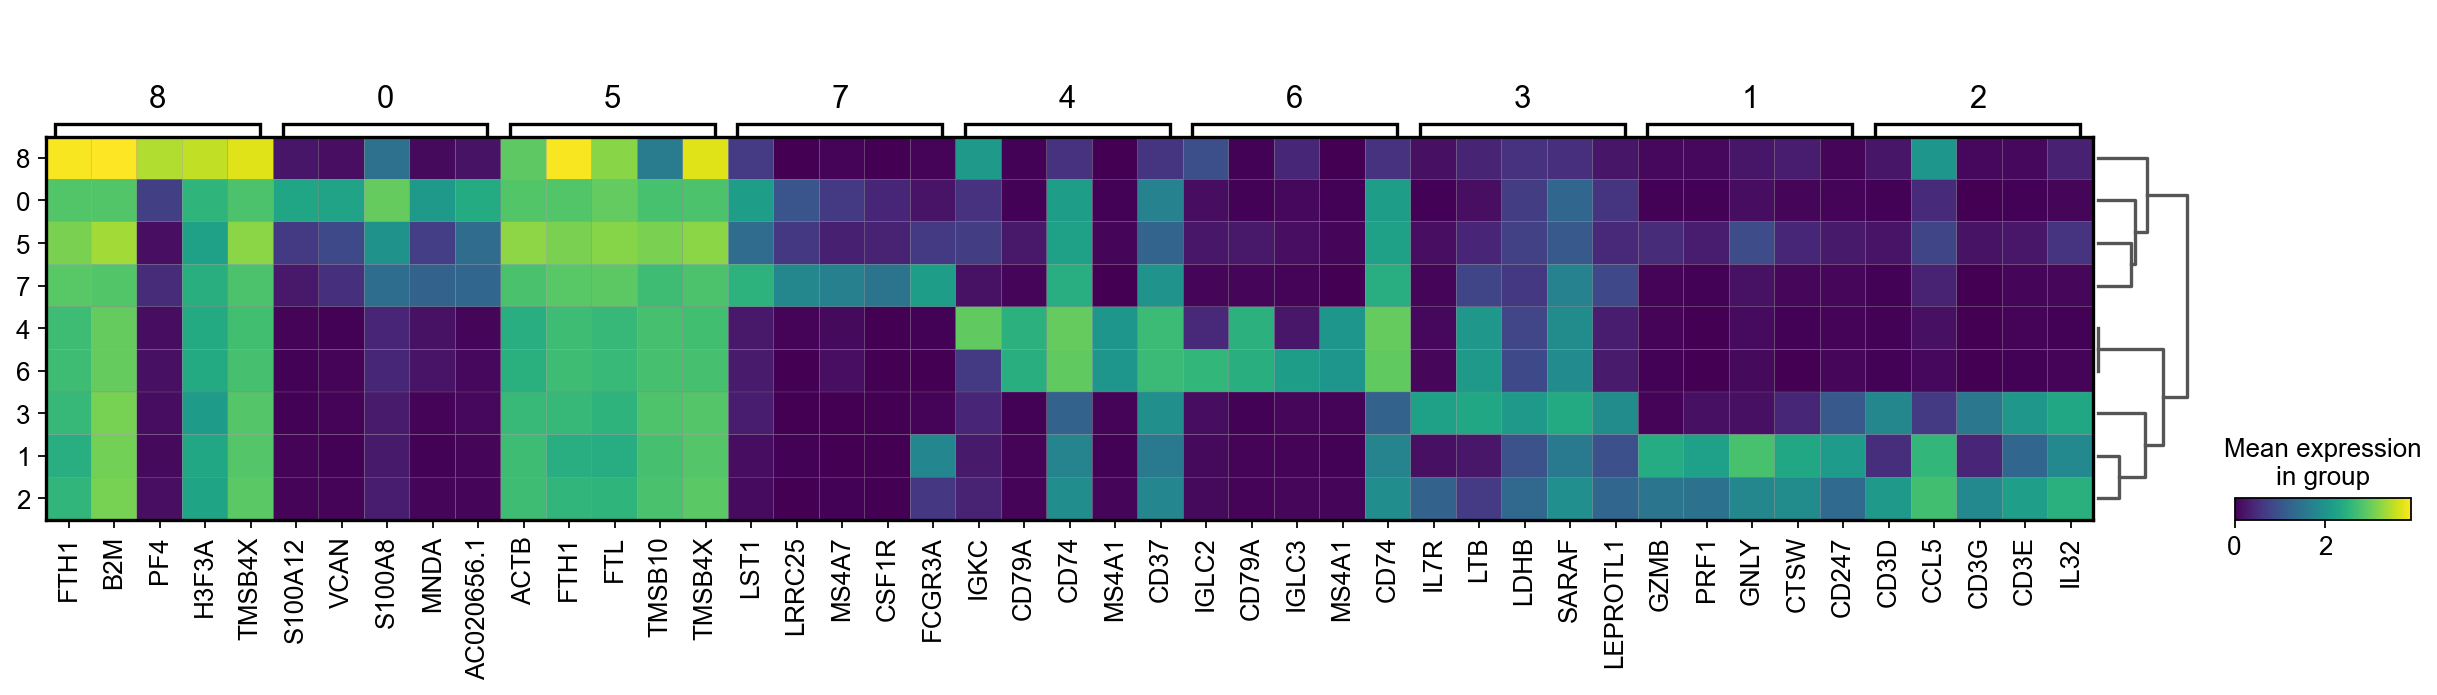 8 0 5 7 4 6 3 1 2
8
0
5
7
4
6
3
1
2
Mean expression
in group
0 2
FTH1 B2M PF4 H3F3A TMSB4X S100A12 VCAN S100A8 MNDA AC020656.1 ACTB FTH1 FTL TMSB10 TMSB4X LST1 LRRC25 MS4A7 CSF1R FCGR3A IGKC CD79A CD74 MS4A1 CD37 IGLC2 CD79A IGLC3 MS4A1 CD74 IL7R LTB LDHB SARAF LEPROTL1 GZMB PRF1 GNLY CTSW CD247 CD3D CCL5 CD3G CD3E IL32